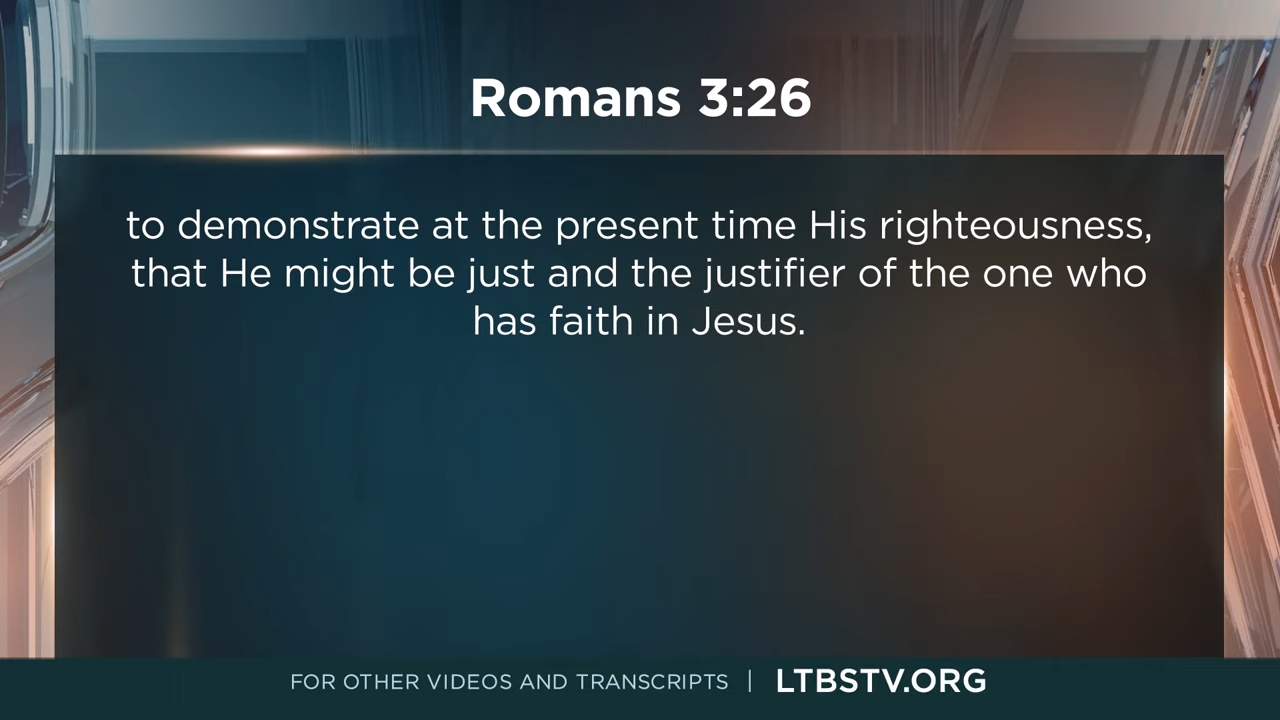 Romans 3:26
to demonstrate at the present time His righteousness,
that He might be just and the justifier of the one who
has faith in Jesus.
FOR OTHER VIDEOS AND TRANSCRIPTS | LTBSTV.ORG